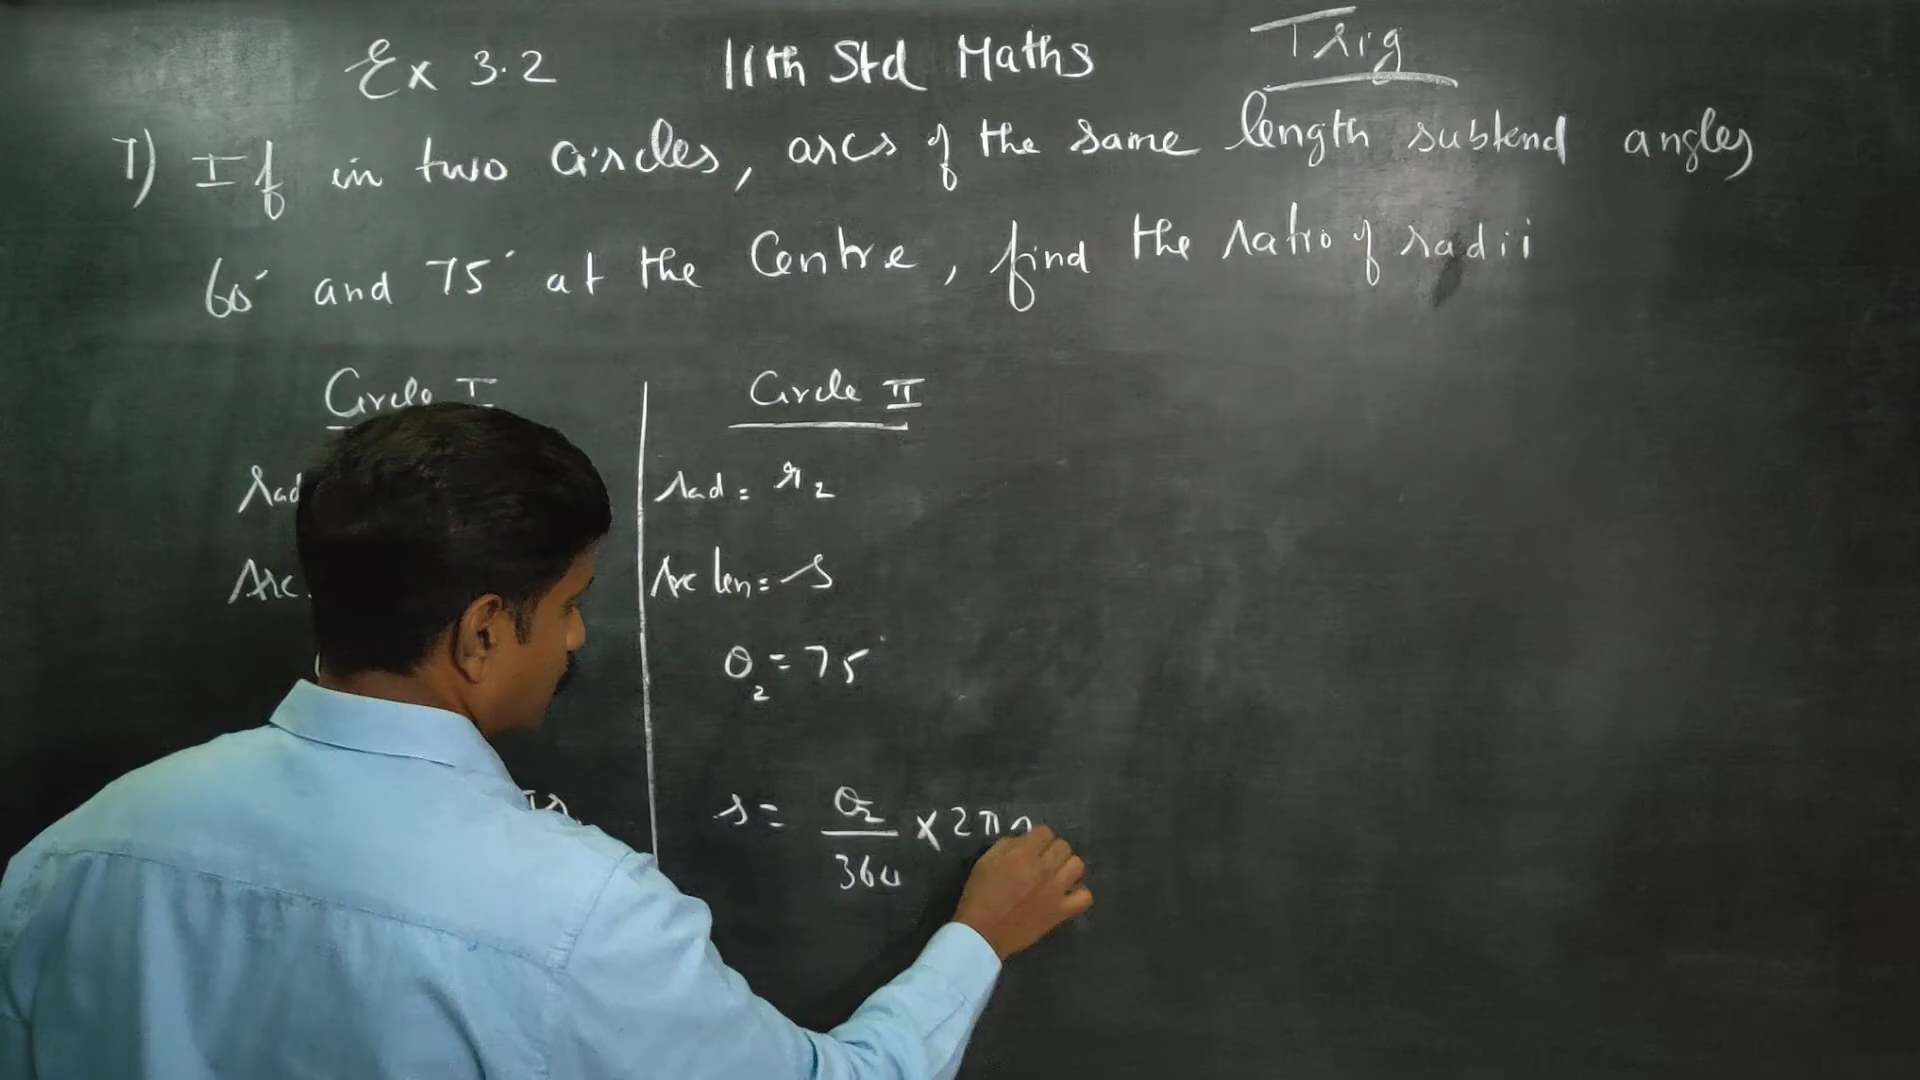 Ex 3.2 11th Std Maths Trig
7) If in two circles, arcs of the same length subtend angles
60° and 75° at the Centre, find the ratio of radii
Circle I
Circle II
rad
rad = r2
Arc
Arc len = s
θ2 = 75°
s = θ2/360 × 2π